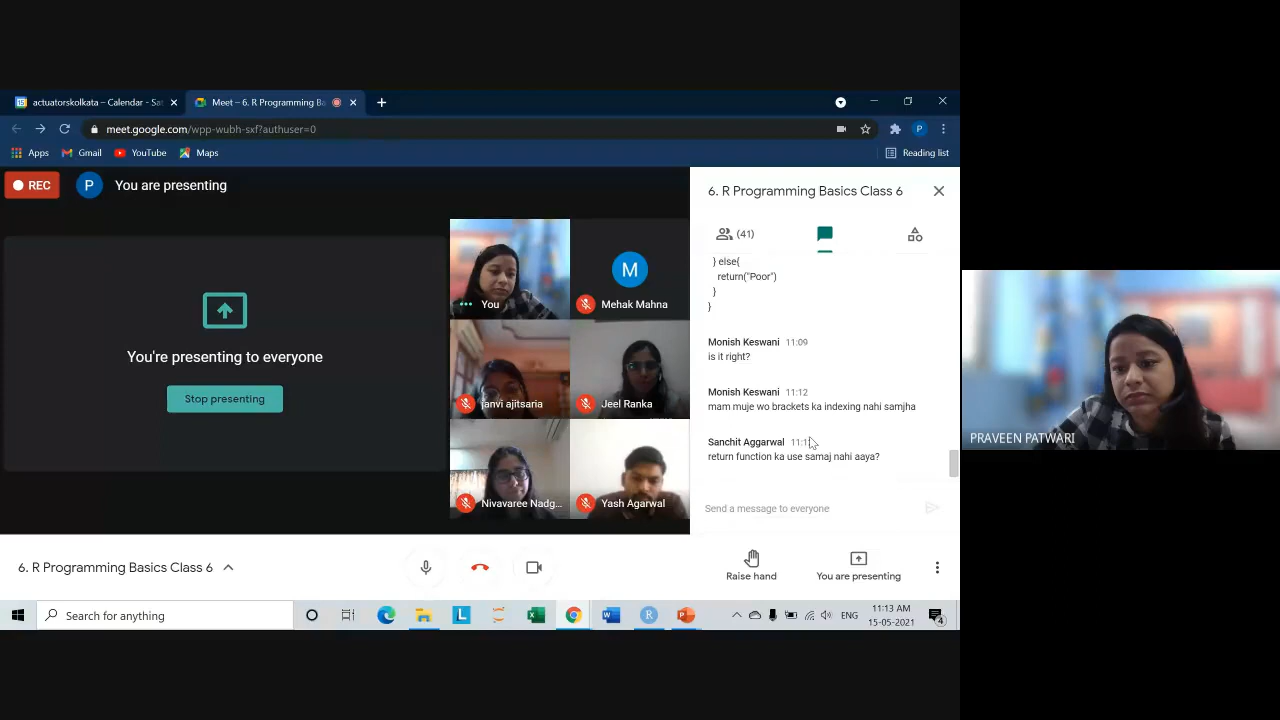 actuatorskolkata – Calendar - Sat
Meet – 6. R Programming Ba
meet.google.com/wpp-wubh-sxf?authuser=0
P
Apps
Gmail
YouTube
Maps
Reading list
REC
P
You are presenting
You're presenting to everyone
Stop presenting
You
M
Mehak Mahna
janvi ajitsaria
Jeel Ranka
Nivavaree Nadg...
Yash Agarwal
6. R Programming Basics Class 6
(41)
} else{
return("Poor")
}
}
Monish Keswani 11:09
is it right?
Monish Keswani 11:12
mam muje wo brackets ka indexing nahi samjha
Sanchit Aggarwal
return function ka use samaj nahi aaya?
Send a message to everyone
6. R Programming Basics Class 6
Raise hand
You are presenting
Search for anything
L
R
ENG
11:13 AM
15-05-2021
4
PRAVEEN PATWARI